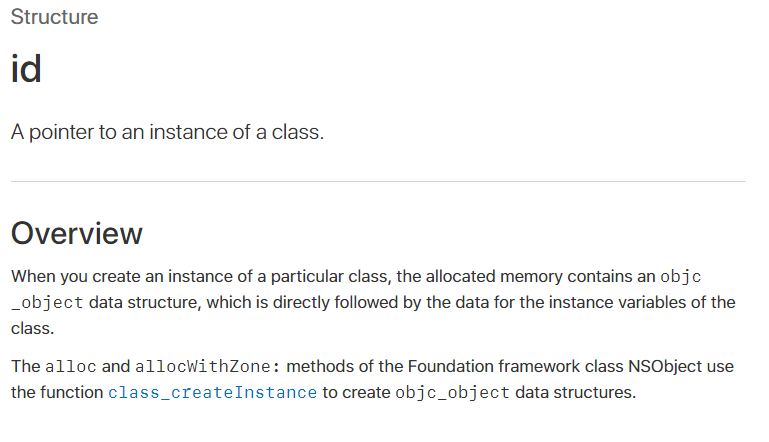 Structure
id
A pointer to an instance of a class.
Overview
When you create an instance of a particular class, the allocated memory contains an objc
_object data structure, which is directly followed by the data for the instance variables of the
class.
The alloc and allocWithZone: methods of the Foundation framework class NSObject use
the function class_createInstance to create objc_object data structures.